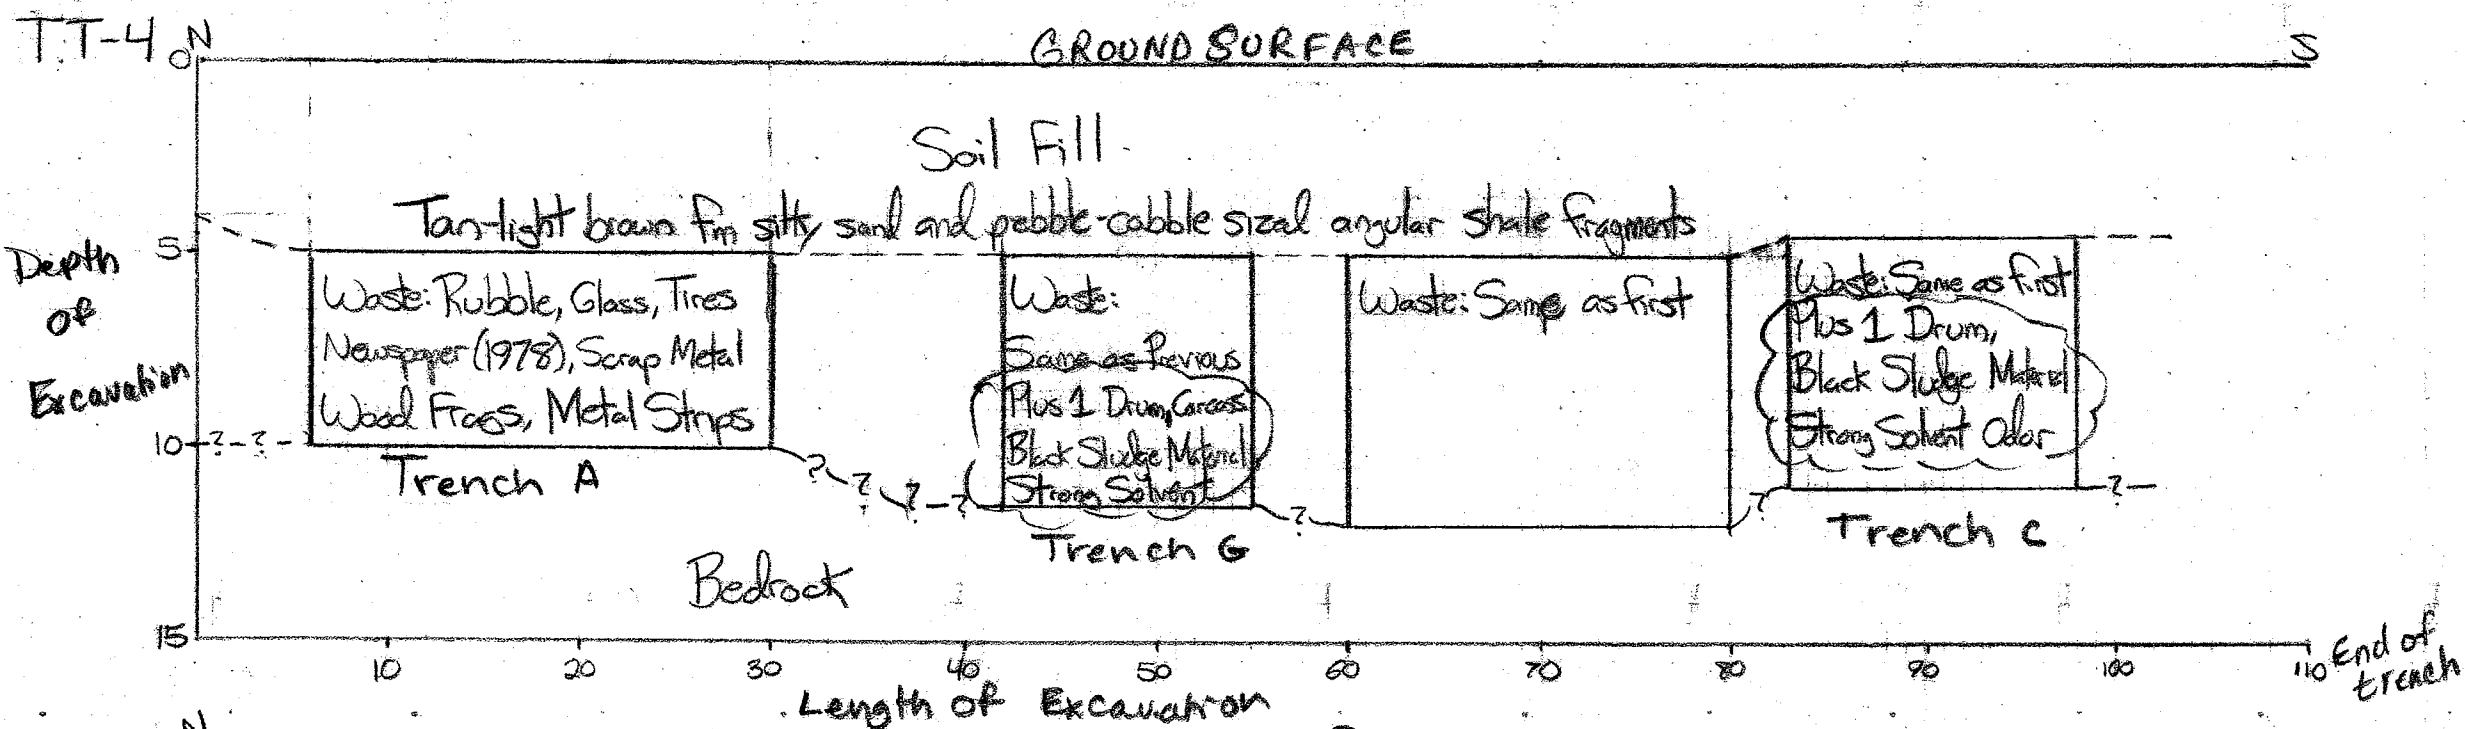 TT-4
N
GROUND SURFACE
S
0
Soil Fill
Tan-light brown fm silty sand and pebble-cobble sized angular shale fragments
5
Depth
of
Excavation
Waste: Rubble, Glass, Tires
Newspaper (1978), Scrap Metal
Wood Frags, Metal Strips
Waste:
Same as Previous
Plus 1 Drum, Carcass
Black Sludge Material
Strong Solvent
Waste: Same as first
Waste: Same as first
Plus 1 Drum,
Black Sludge Material
Strong Solvent Odor
10 ? - ? -
? ? ? - ?
?
?
?
Trench A
Trench G
Trench C
Bedrock
15
10 20 30 40 50 60 70 80 90 100 110
End of
trench
Length of Excavation
N